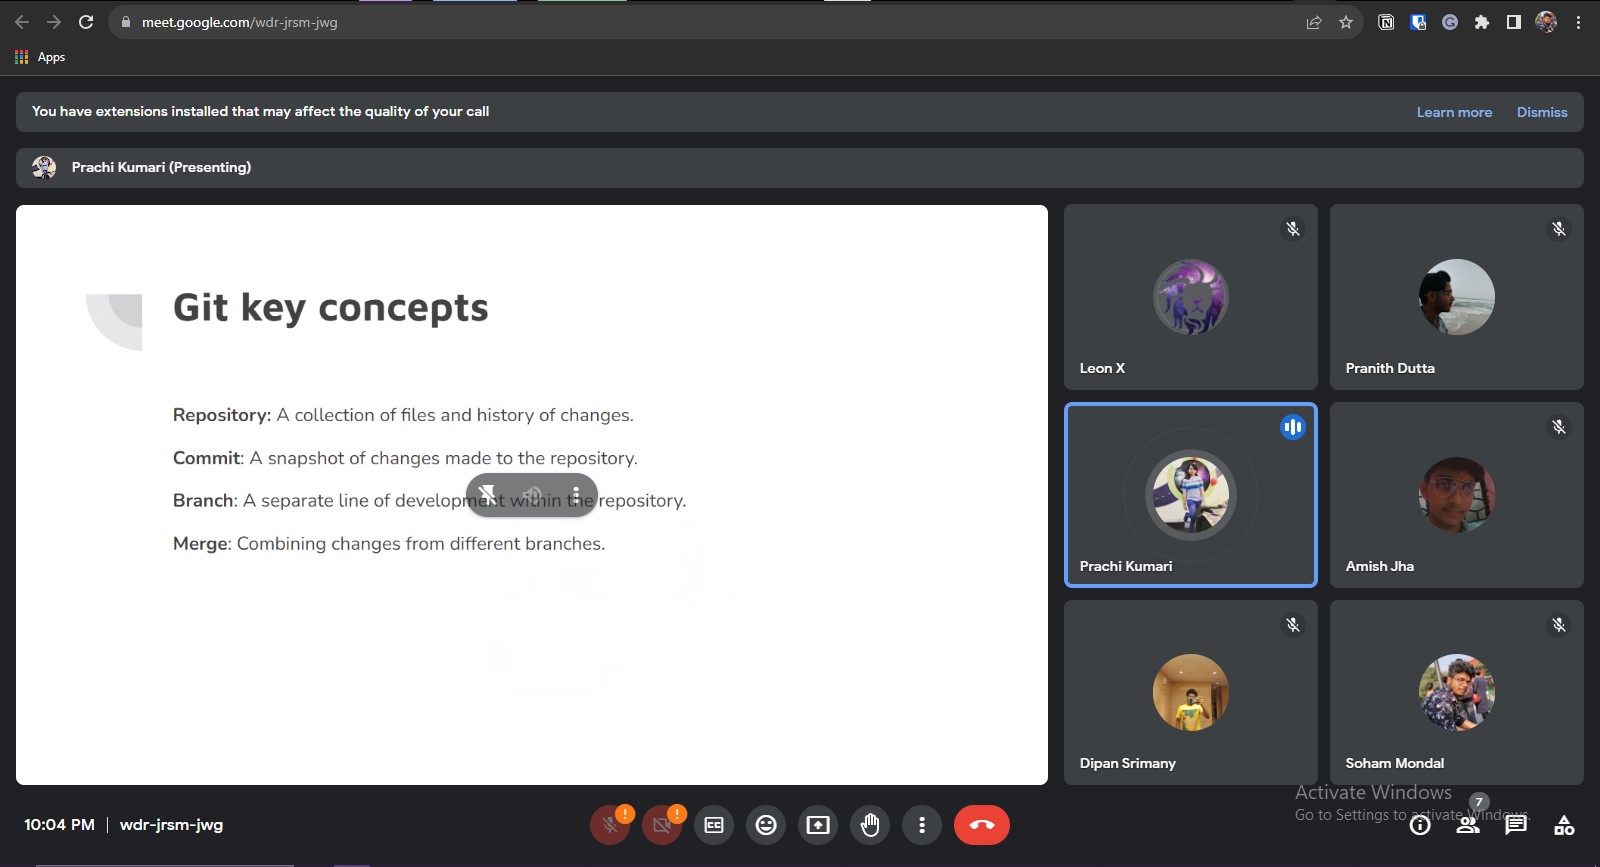 meet.google.com/wdr-jrsm-jwg
Apps
You have extensions installed that may affect the quality of your call
Learn more
Dismiss
Prachi Kumari (Presenting)
Git key concepts
Repository: A collection of files and history of changes.
Commit: A snapshot of changes made to the repository.
Branch: A separate line of development within the repository.
Merge: Combining changes from different branches.
Leon X
Pranith Dutta
Prachi Kumari
Amish Jha
Dipan Srimany
Soham Mondal
Activate Windows
Go to Settings to activate Windows.
10:04 PM | wdr-jrsm-jwg
!
!
CC
7